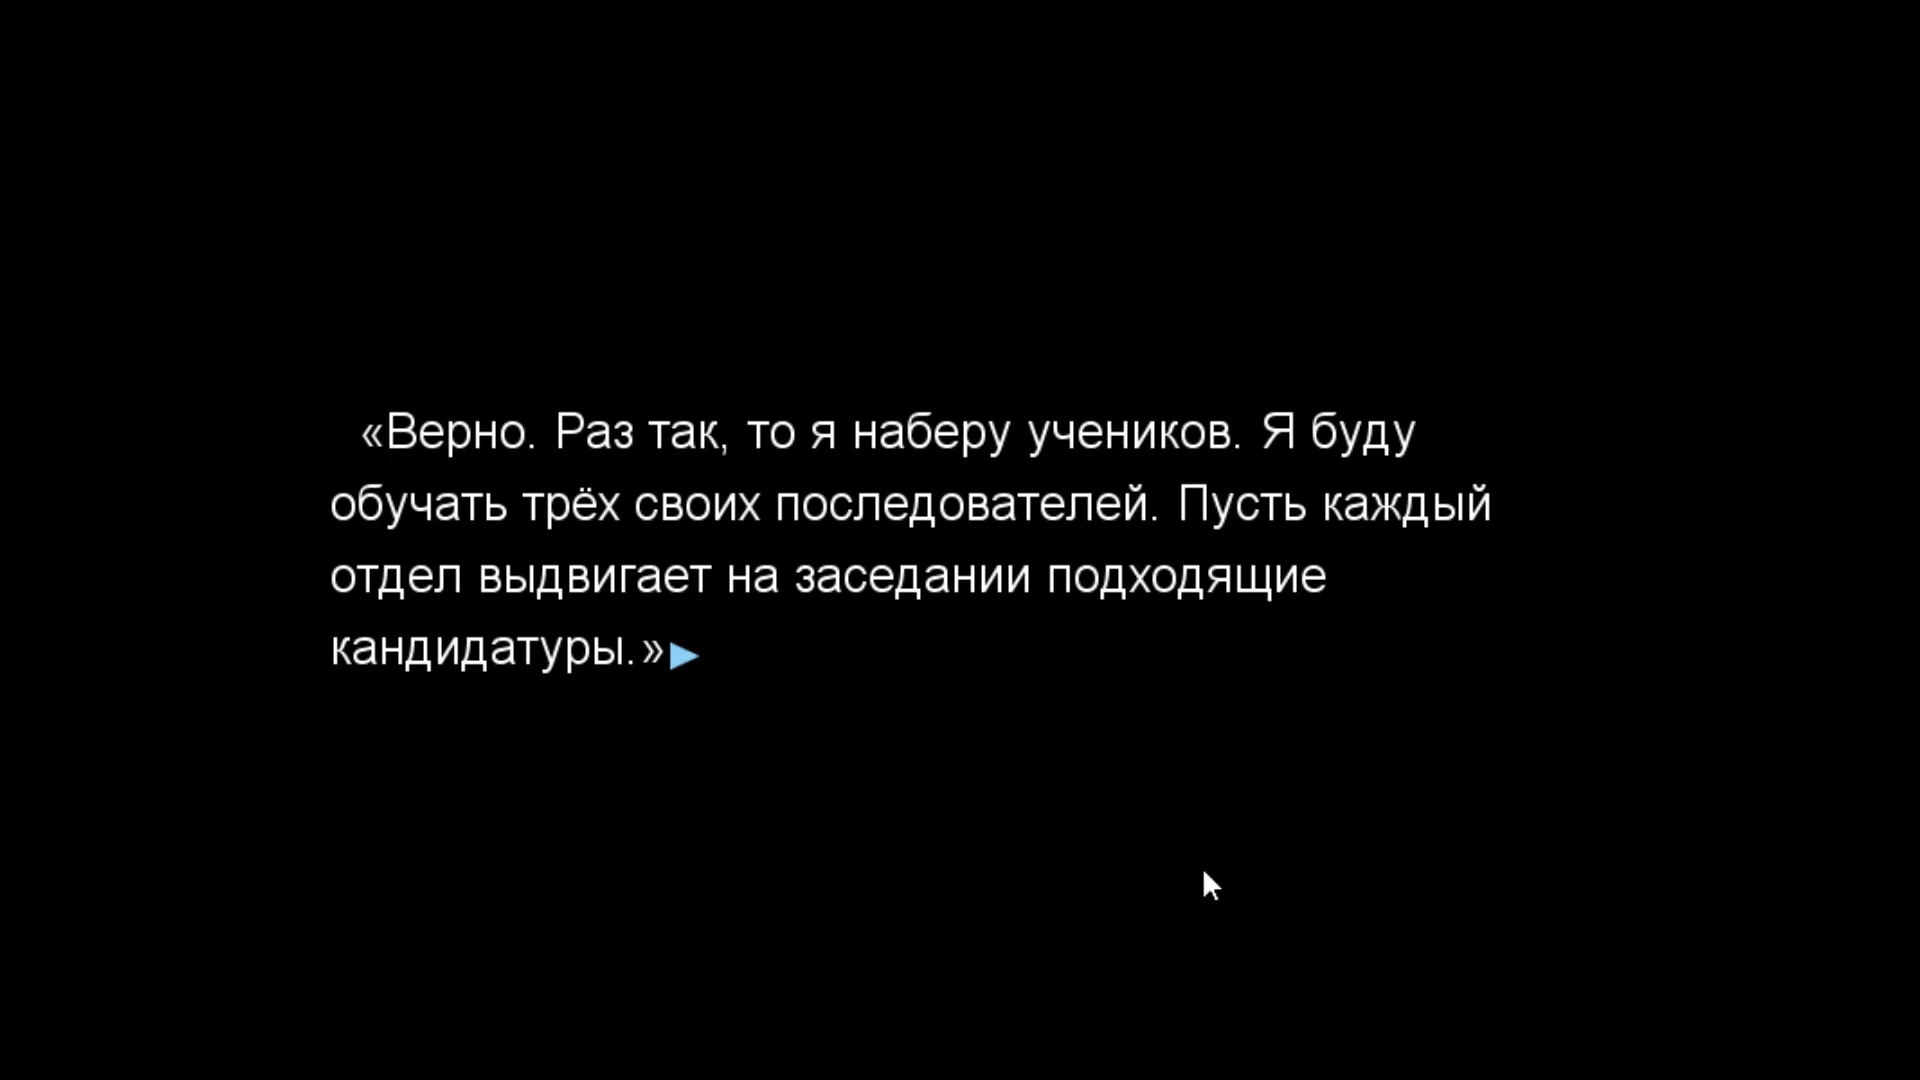 «Верно. Раз так, то я наберу учеников. Я буду
обучать трёх своих последователей. Пусть каждый
отдел выдвигает на заседании подходящие
кандидатуры.»